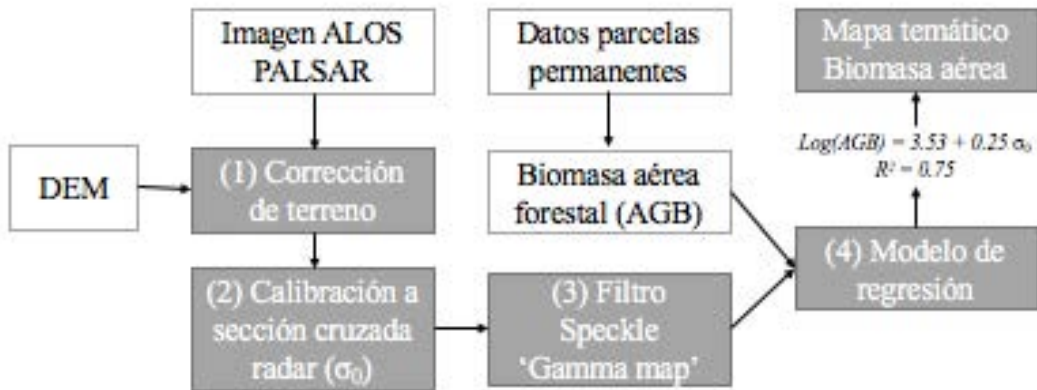 Imagen ALOS
PALSAR
Datos parcelas
permanentes
Mapa temático
Biomasa aérea
Log(AGB) = 3.53 + 0.25 σ₀
R² = 0.75
DEM
(1) Corrección
de terreno
Biomasa aérea
forestal (AGB)
(2) Calibración a
sección cruzada
radar (σ₀)
(3) Filtro
Speckle
‘Gamma map’
(4) Modelo de
regresión